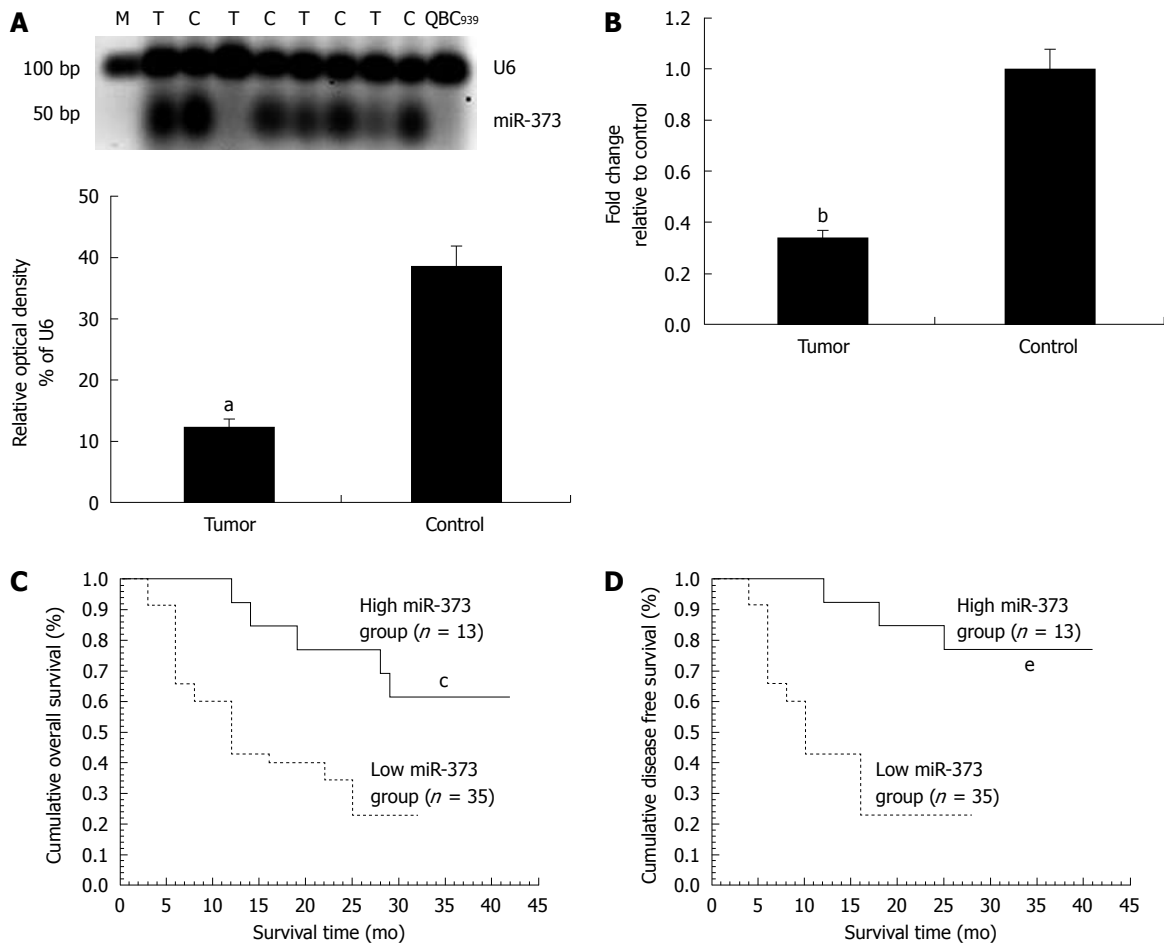 A
M T C T C T C T C QBC939
100 bp
U6
50 bp
miR-373
50
40
30
20
10
0
Relative optical density
% of U6
a
Tumor Control
B
1.2
1.0
0.8
0.6
0.4
0.2
0.0
Fold change
relative to control
b
Tumor Control
C
1.0
0.9
0.8
0.7
0.6
0.5
0.4
0.3
0.2
0.1
0.0
Cumulative overall survival (%)
High miR-373
group (n = 13)
c
Low miR-373
group (n = 35)
0 5 10 15 20 25 30 35 40 45
Survival time (mo)
D
1.0
0.9
0.8
0.7
0.6
0.5
0.4
0.3
0.2
0.1
0.0
Cumulative disease free survival (%)
High miR-373
group (n = 13)
e
Low miR-373
group (n = 35)
0 5 10 15 20 25 30 35 40 45
Survival time (mo)